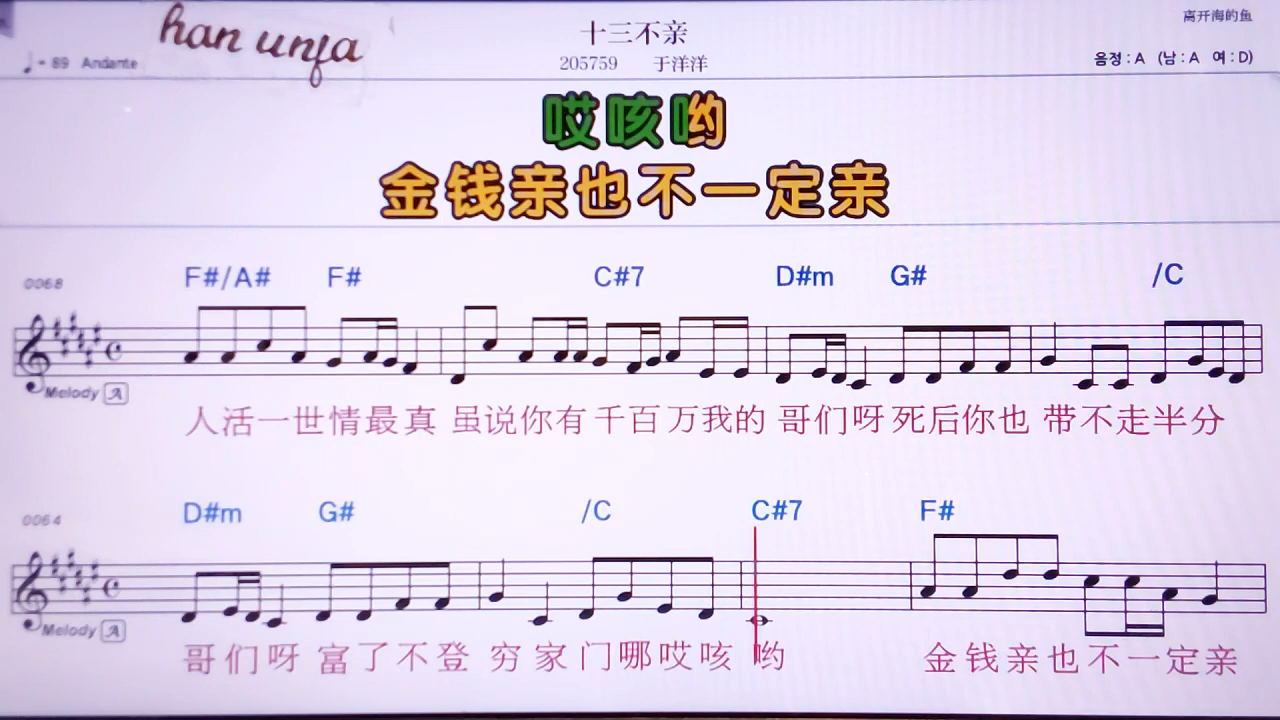 han unfa
十三不亲
离开海的鱼
♩= 89 Andante
205759 于洋洋
음정 : A (남 : A 여 : D)
哎咳哟
金钱亲也不一定亲
0068 F#/A# F# C#7 D#m G# /C
Melody A
人活一世情最真 虽说你有千百万我的 哥们呀死后你也 带不走半分
0064 D#m G# /C C#7 F#
Melody A
哥们呀 富了不登 穷家门哪哎咳 哟 金钱亲也不一定亲